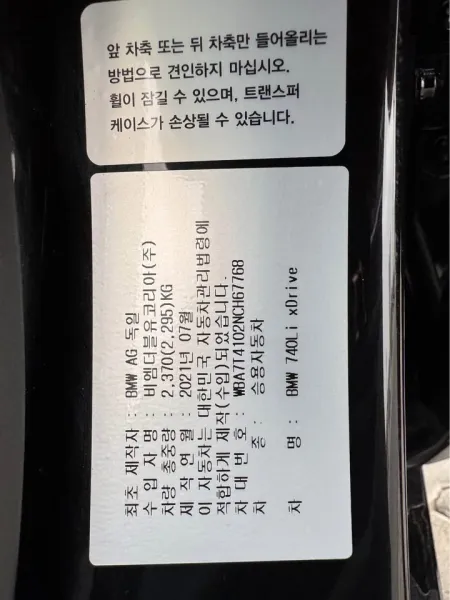 앞 차축 또는 뒤 차축만 들어올리는
방법으로 견인하지 마십시오.
휠이 잠길 수 있으며, 트랜스퍼
케이스가 손상될 수 있습니다.
최초 제작자 : BMW AG 독일
수 입 자 명 : 비엠더블유코리아(주)
차량 총중량 : 2,370(2,295)KG
제 작 연 월 : 2021년 07월
이 자동차는 대한민국 자동차관리법령에
적합하게 제작(수입)되었습니다.
차 대 번 호 : WBA7T4102NCH67768
차 종 : 승용자동차
차 명 : BMW 740Li xDrive